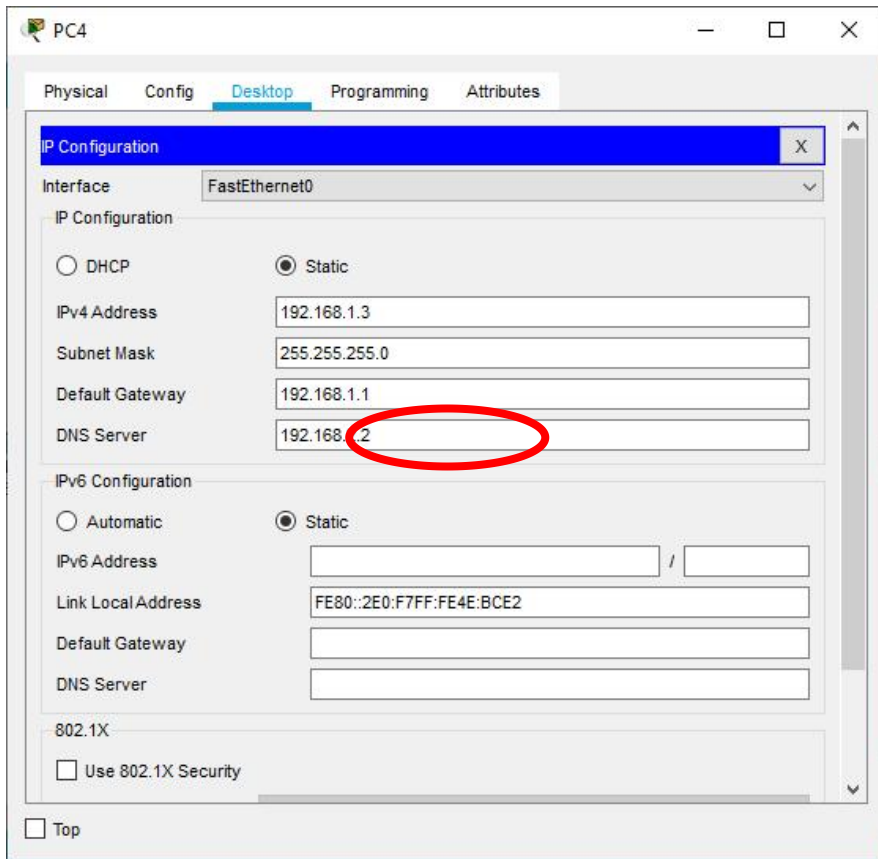 PC4
Physical Config Desktop Programming Attributes
IP Configuration X
Interface FastEthernet0
IP Configuration
DHCP Static
IPv4 Address 192.168.1.3
Subnet Mask 255.255.255.0
Default Gateway 192.168.1.1
DNS Server
IPv6 Configuration
Automatic Static
IPv6 Address /
Link Local Address FE80::2E0:F7FF:FE4E:BCE2
Default Gateway
DNS Server
802.1X
Use 802.1X Security
Top